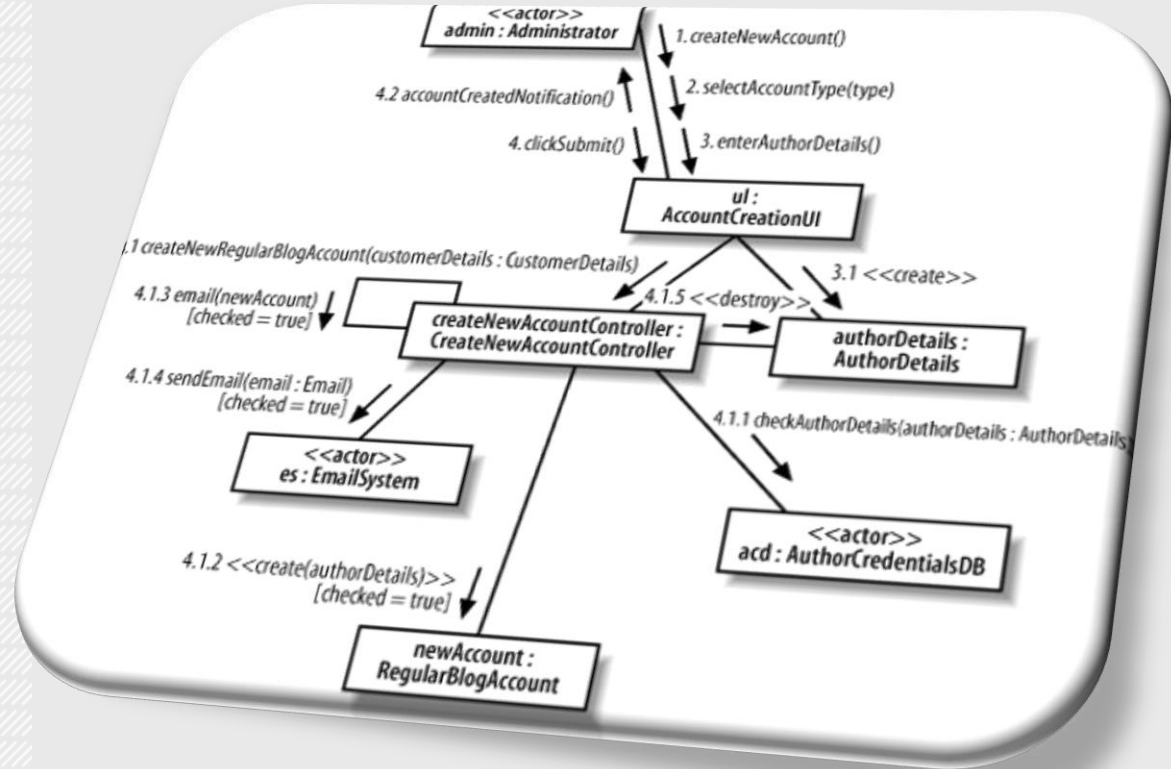 <<actor>>
admin : Administrator
1. createNewAccount()
2. selectAccountType(type)
4.2 accountCreatedNotification()
4. clickSubmit()
3. enterAuthorDetails()
ul :
AccountCreationUI
.1 createNewRegularBlogAccount(customerDetails : CustomerDetails)
3.1 <<create>>
4.1.3 email(newAccount)
[checked = true]
4.1.5 <<destroy>>
createNewAccountController :
CreateNewAccountController
authorDetails :
AuthorDetails
4.1.4 sendEmail(email : Email)
[checked = true]
4.1.1 checkAuthorDetails(authorDetails : AuthorDetails)
<<actor>>
es : EmailSystem
<<actor>>
acd : AuthorCredentialsDB
4.1.2 <<create(authorDetails)>>
[checked = true]
newAccount :
RegularBlogAccount